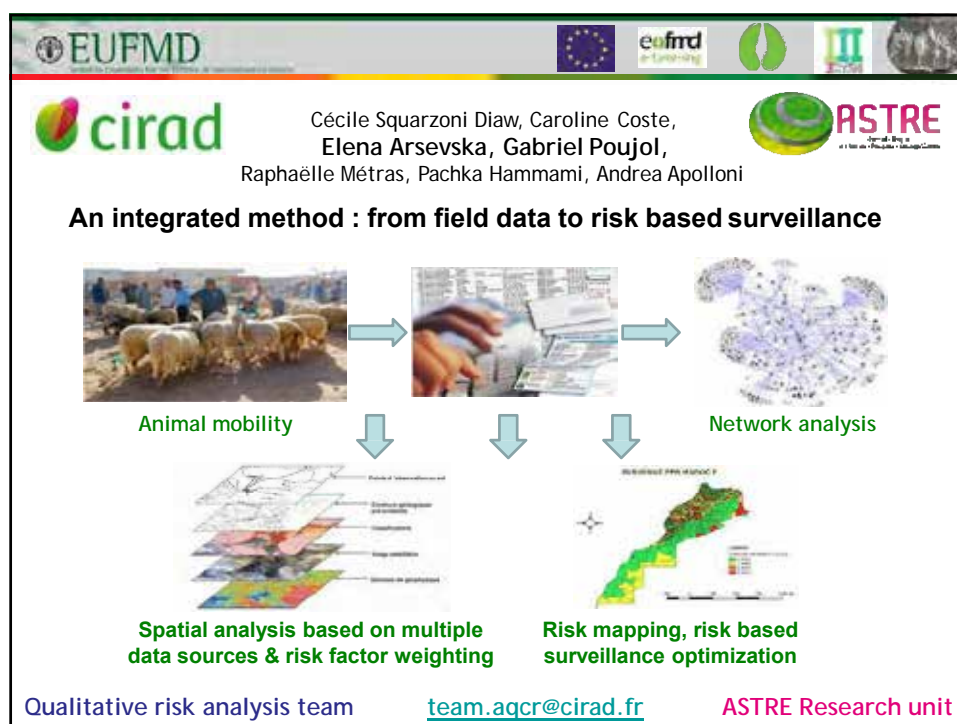 EUFMD
eofmd
e-Learning
cirad
ASTRE
Cécile Squarzoni Diaw, Caroline Coste,
Elena Arsevska, Gabriel Poujol,
Raphaëlle Métras, Pachka Hammami, Andrea Apolloni
An integrated method : from field data to risk based surveillance
Animal mobility
Network analysis
Spatial analysis based on multiple
data sources & risk factor weighting
Risk mapping, risk based
surveillance optimization
Qualitative risk analysis team
team.aqcr@cirad.fr
ASTRE Research unit